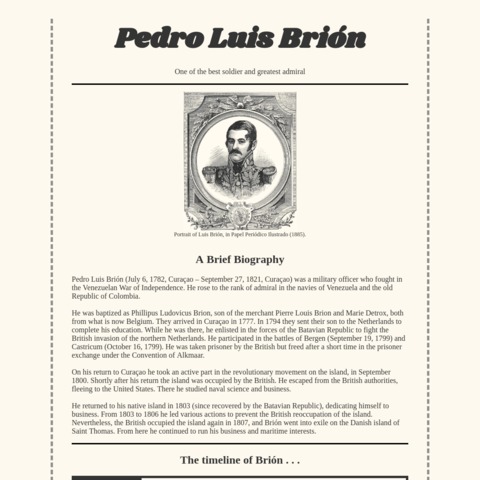 Pedro Luis Brión
One of the best soldier and greatest admiral
Portrait of Luis Brión, in Papel Periódico Ilustrado (1885).
A Brief Biography
Pedro Luis Brión (July 6, 1782, Curaçao – September 27, 1821, Curaçao) was a military officer who fought in
the Venezuelan War of Independence. He rose to the rank of admiral in the navies of Venezuela and the old
Republic of Colombia.
He was baptized as Phillipus Ludovicus Brion, son of the merchant Pierre Louis Brion and Marie Detrox, both
from what is now Belgium. They arrived in Curaçao in 1777. In 1794 they sent their son to the Netherlands to
complete his education. While he was there, he enlisted in the forces of the Batavian Republic to fight the
British invasion of the northern Netherlands. He participated in the battles of Bergen (September 19, 1799) and
Castricum (October 16, 1799). He was taken prisoner by the British but freed after a short time in the prisoner
exchange under the Convention of Alkmaar.
On his return to Curaçao he took an active part in the revolutionary movement on the island, in September
1800. Shortly after his return the island was occupied by the British. He escaped from the British authorities,
fleeing to the United States. There he studied naval science and business.
He returned to his native island in 1803 (since recovered by the Batavian Republic), dedicating himself to
business. From 1803 to 1806 he led various actions to prevent the British reoccupation of the island.
Nevertheless, the British occupied the island again in 1807, and Brión went into exile on the Danish island of
Saint Thomas. From here he continued to run his business and maritime interests.
The timeline of Brión . . .